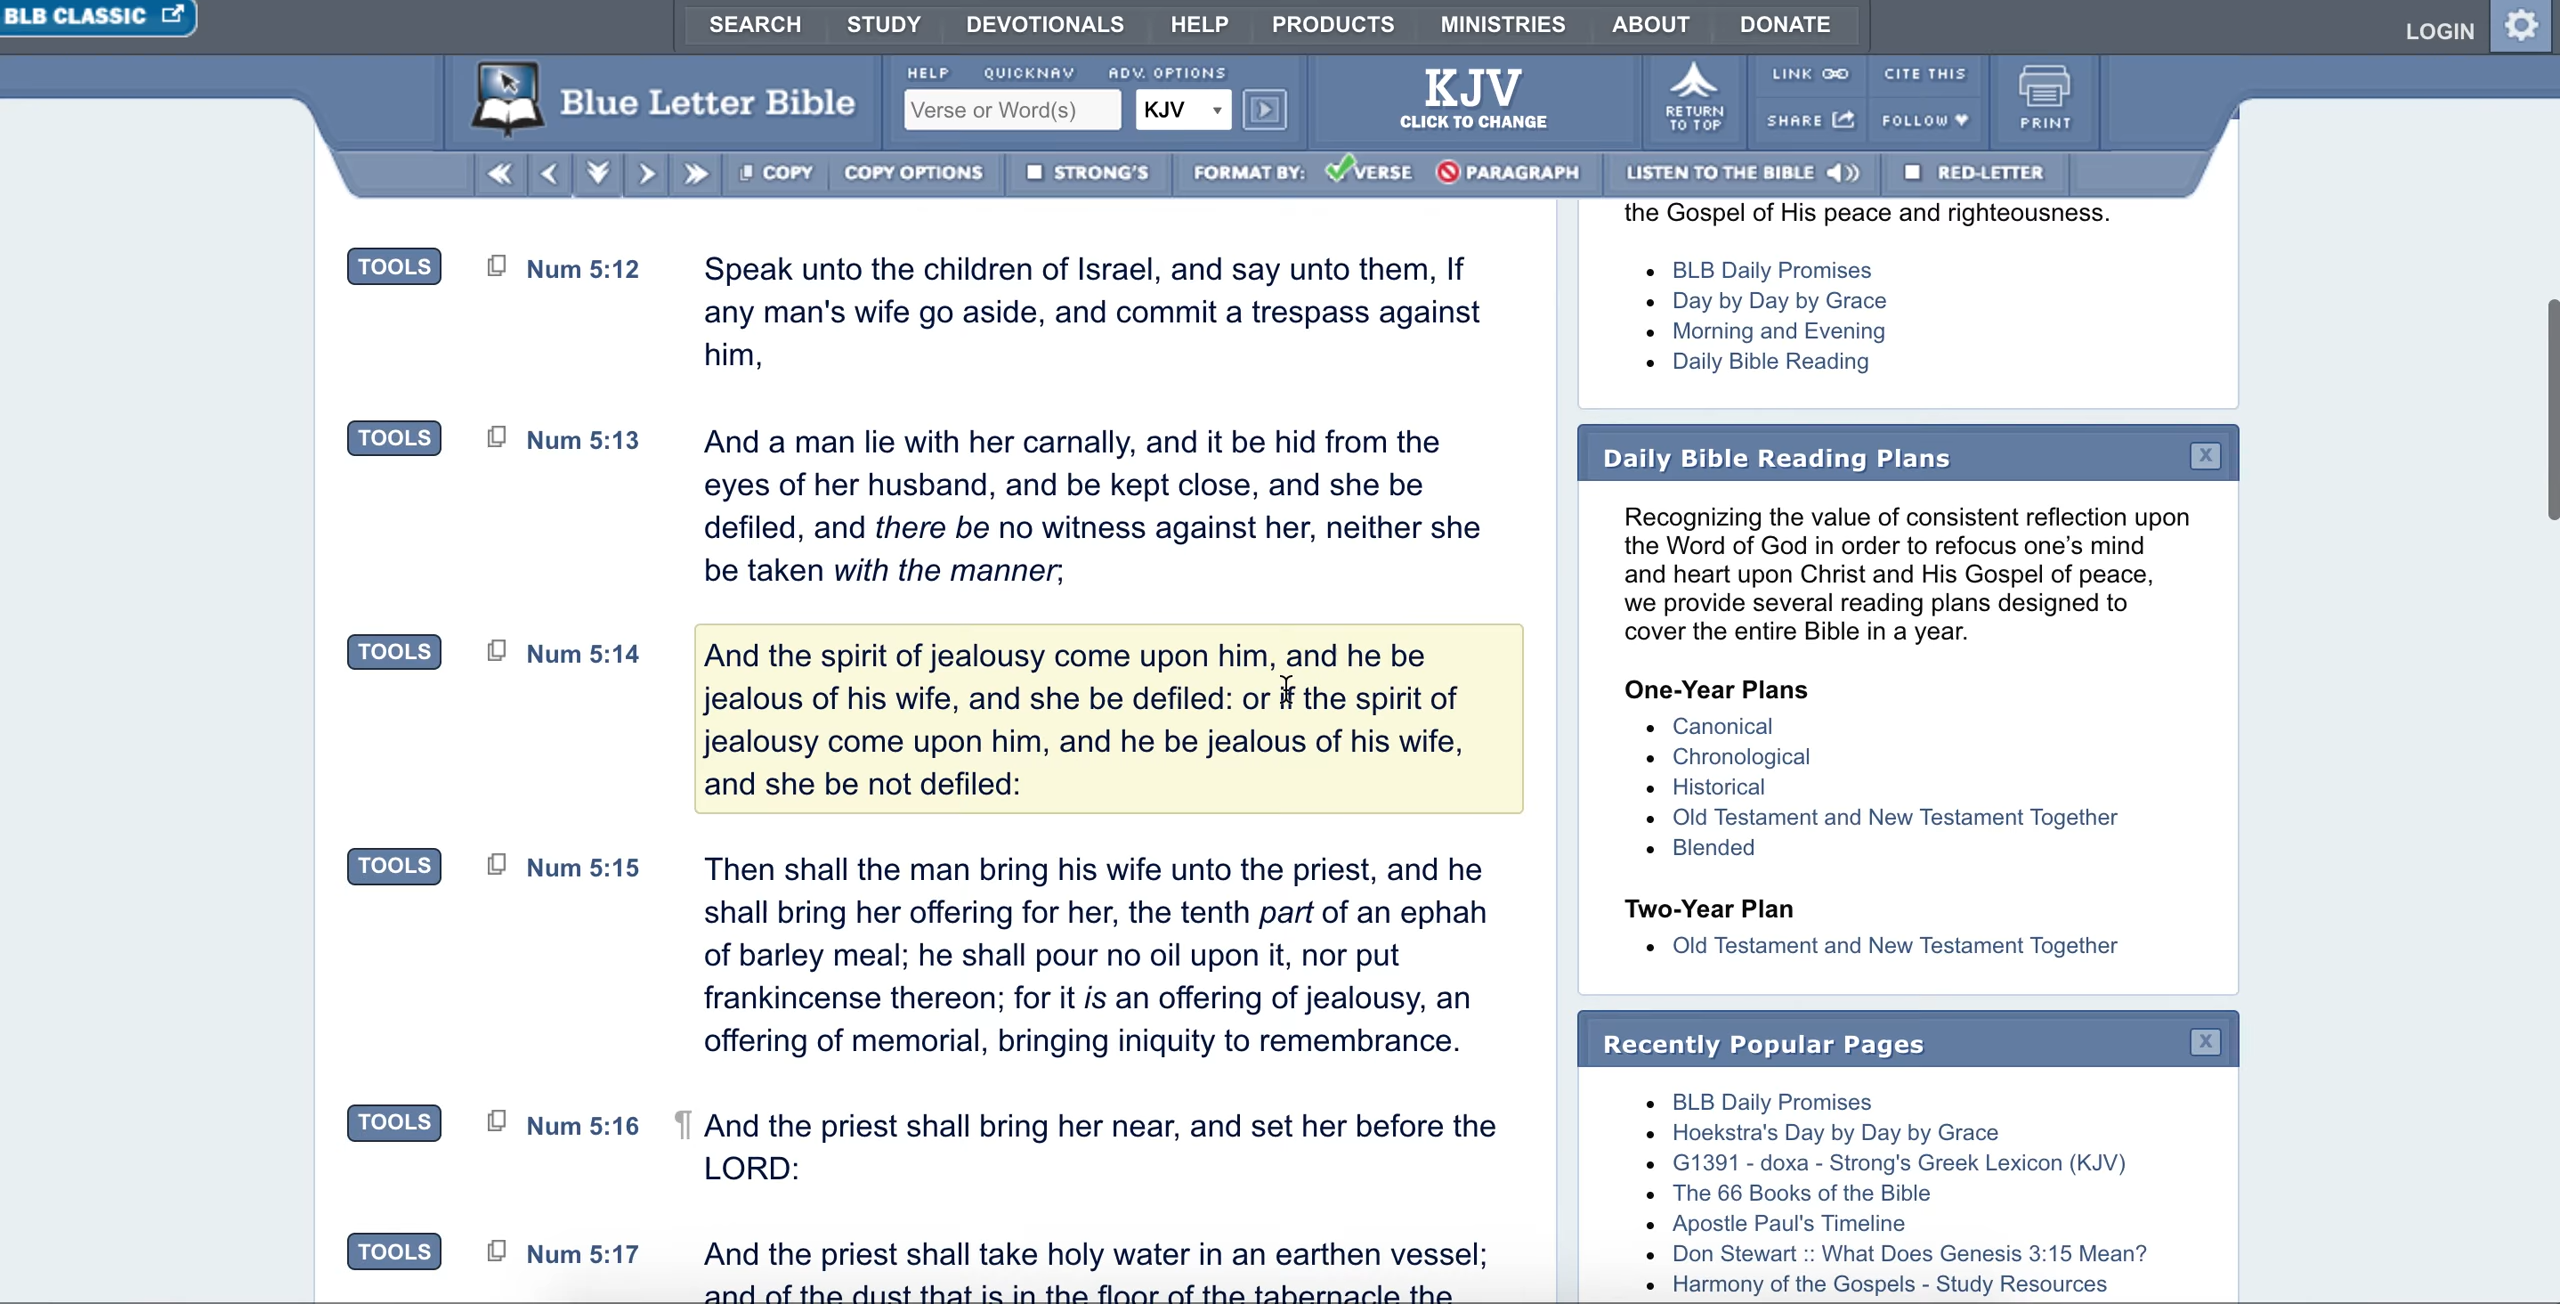 BLB CLASSIC
SEARCH STUDY DEVOTIONALS HELP PRODUCTS MINISTRIES ABOUT DONATE
LOGIN
Blue Letter Bible
HELP QUICKNAV ADV. OPTIONS
Verse or Word(s) KJV
KJV
CLICK TO CHANGE
RETURN
TO TOP
LINK CITE THIS
SHARE FOLLOW
PRINT
COPY COPY OPTIONS STRONG'S FORMAT BY: VERSE PARAGRAPH LISTEN TO THE BIBLE RED-LETTER
TOOLS Num 5:12 Speak unto the children of Israel, and say unto them, If
any man's wife go aside, and commit a trespass against
him,
TOOLS Num 5:13 And a man lie with her carnally, and it be hid from the
eyes of her husband, and be kept close, and she be
defiled, and there be no witness against her, neither she
be taken with the manner;
TOOLS Num 5:14 And the spirit of jealousy come upon him, and he be
jealous of his wife, and she be defiled: or if the spirit of
jealousy come upon him, and he be jealous of his wife,
and she be not defiled:
TOOLS Num 5:15 Then shall the man bring his wife unto the priest, and he
shall bring her offering for her, the tenth part of an ephah
of barley meal; he shall pour no oil upon it, nor put
frankincense thereon; for it is an offering of jealousy, an
offering of memorial, bringing iniquity to remembrance.
TOOLS Num 5:16 ¶ And the priest shall bring her near, and set her before the
LORD:
TOOLS Num 5:17 And the priest shall take holy water in an earthen vessel;
and of the dust that is in the floor of the tabernacle the
the Gospel of His peace and righteousness.
• BLB Daily Promises
• Day by Day by Grace
• Morning and Evening
• Daily Bible Reading
Daily Bible Reading Plans X
Recognizing the value of consistent reflection upon
the Word of God in order to refocus one's mind
and heart upon Christ and His Gospel of peace,
we provide several reading plans designed to
cover the entire Bible in a year.
One-Year Plans
• Canonical
• Chronological
• Historical
• Old Testament and New Testament Together
• Blended
Two-Year Plan
• Old Testament and New Testament Together
Recently Popular Pages X
• BLB Daily Promises
• Hoekstra's Day by Day by Grace
• G1391 - doxa - Strong's Greek Lexicon (KJV)
• The 66 Books of the Bible
• Apostle Paul's Timeline
• Don Stewart :: What Does Genesis 3:15 Mean?
• Harmony of the Gospels - Study Resources